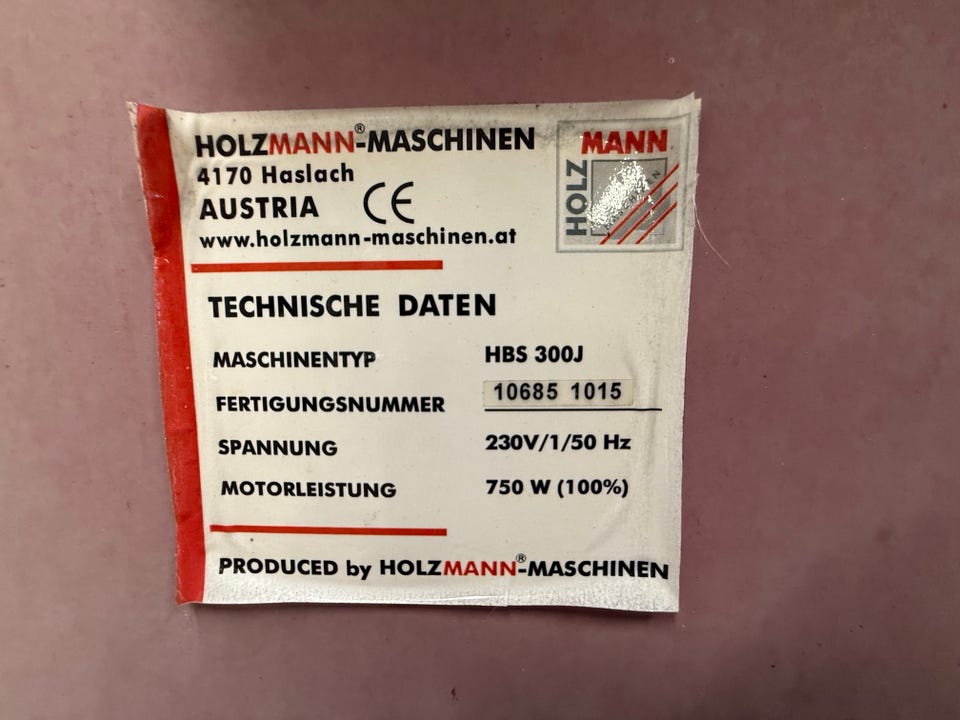 HOLZMANN®-MASCHINEN
4170 Haslach
AUSTRIA CE
www.holzmann-maschinen.at
MANN
HOLZ
TECHNISCHE DATEN
MASCHINENTYP HBS 300J
FERTIGUNGSNUMMER 10685 1015
SPANNUNG 230V/1/50 Hz
MOTORLEISTUNG 750 W (100%)
PRODUCED by HOLZMANN®-MASCHINEN